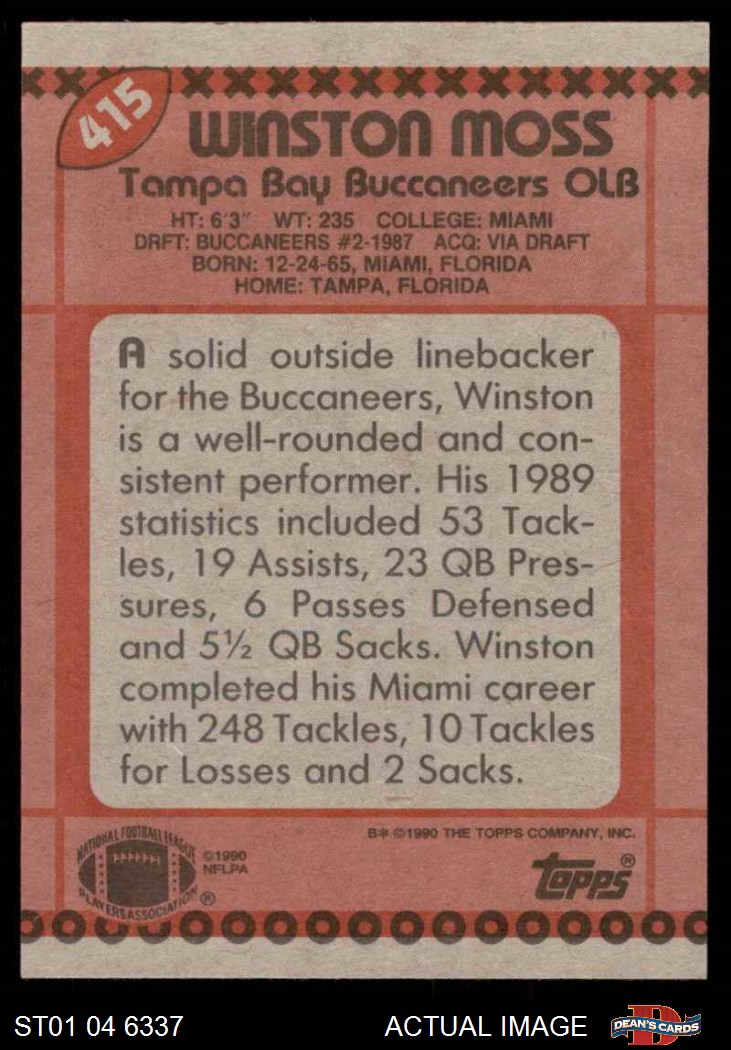 415
WINSTON MOSS
Tampa Bay Buccaneers OLB
HT: 6'3" WT: 235 COLLEGE: MIAMI
DRFT: BUCCANEERS #2-1987 ACQ: VIA DRAFT
BORN: 12-24-65, MIAMI, FLORIDA
HOME: TAMPA, FLORIDA
A solid outside linebacker
for the Buccaneers, Winston
is a well-rounded and con-
sistent performer. His 1989
statistics included 53 Tack-
les, 19 Assists, 23 QB Pres-
sures, 6 Passes Defensed
and 5½ QB Sacks. Winston
completed his Miami career
with 248 Tackles, 10 Tackles
for Losses and 2 Sacks.
B* ©1990 THE TOPPS COMPANY, INC.
NATIONAL FOOTBALL LEAGUE
PLAYERS ASSOCIATION ®
©1990
NFLPA
Topps®
ST01 04 6337
ACTUAL IMAGE
D
DEAN'S CARDS